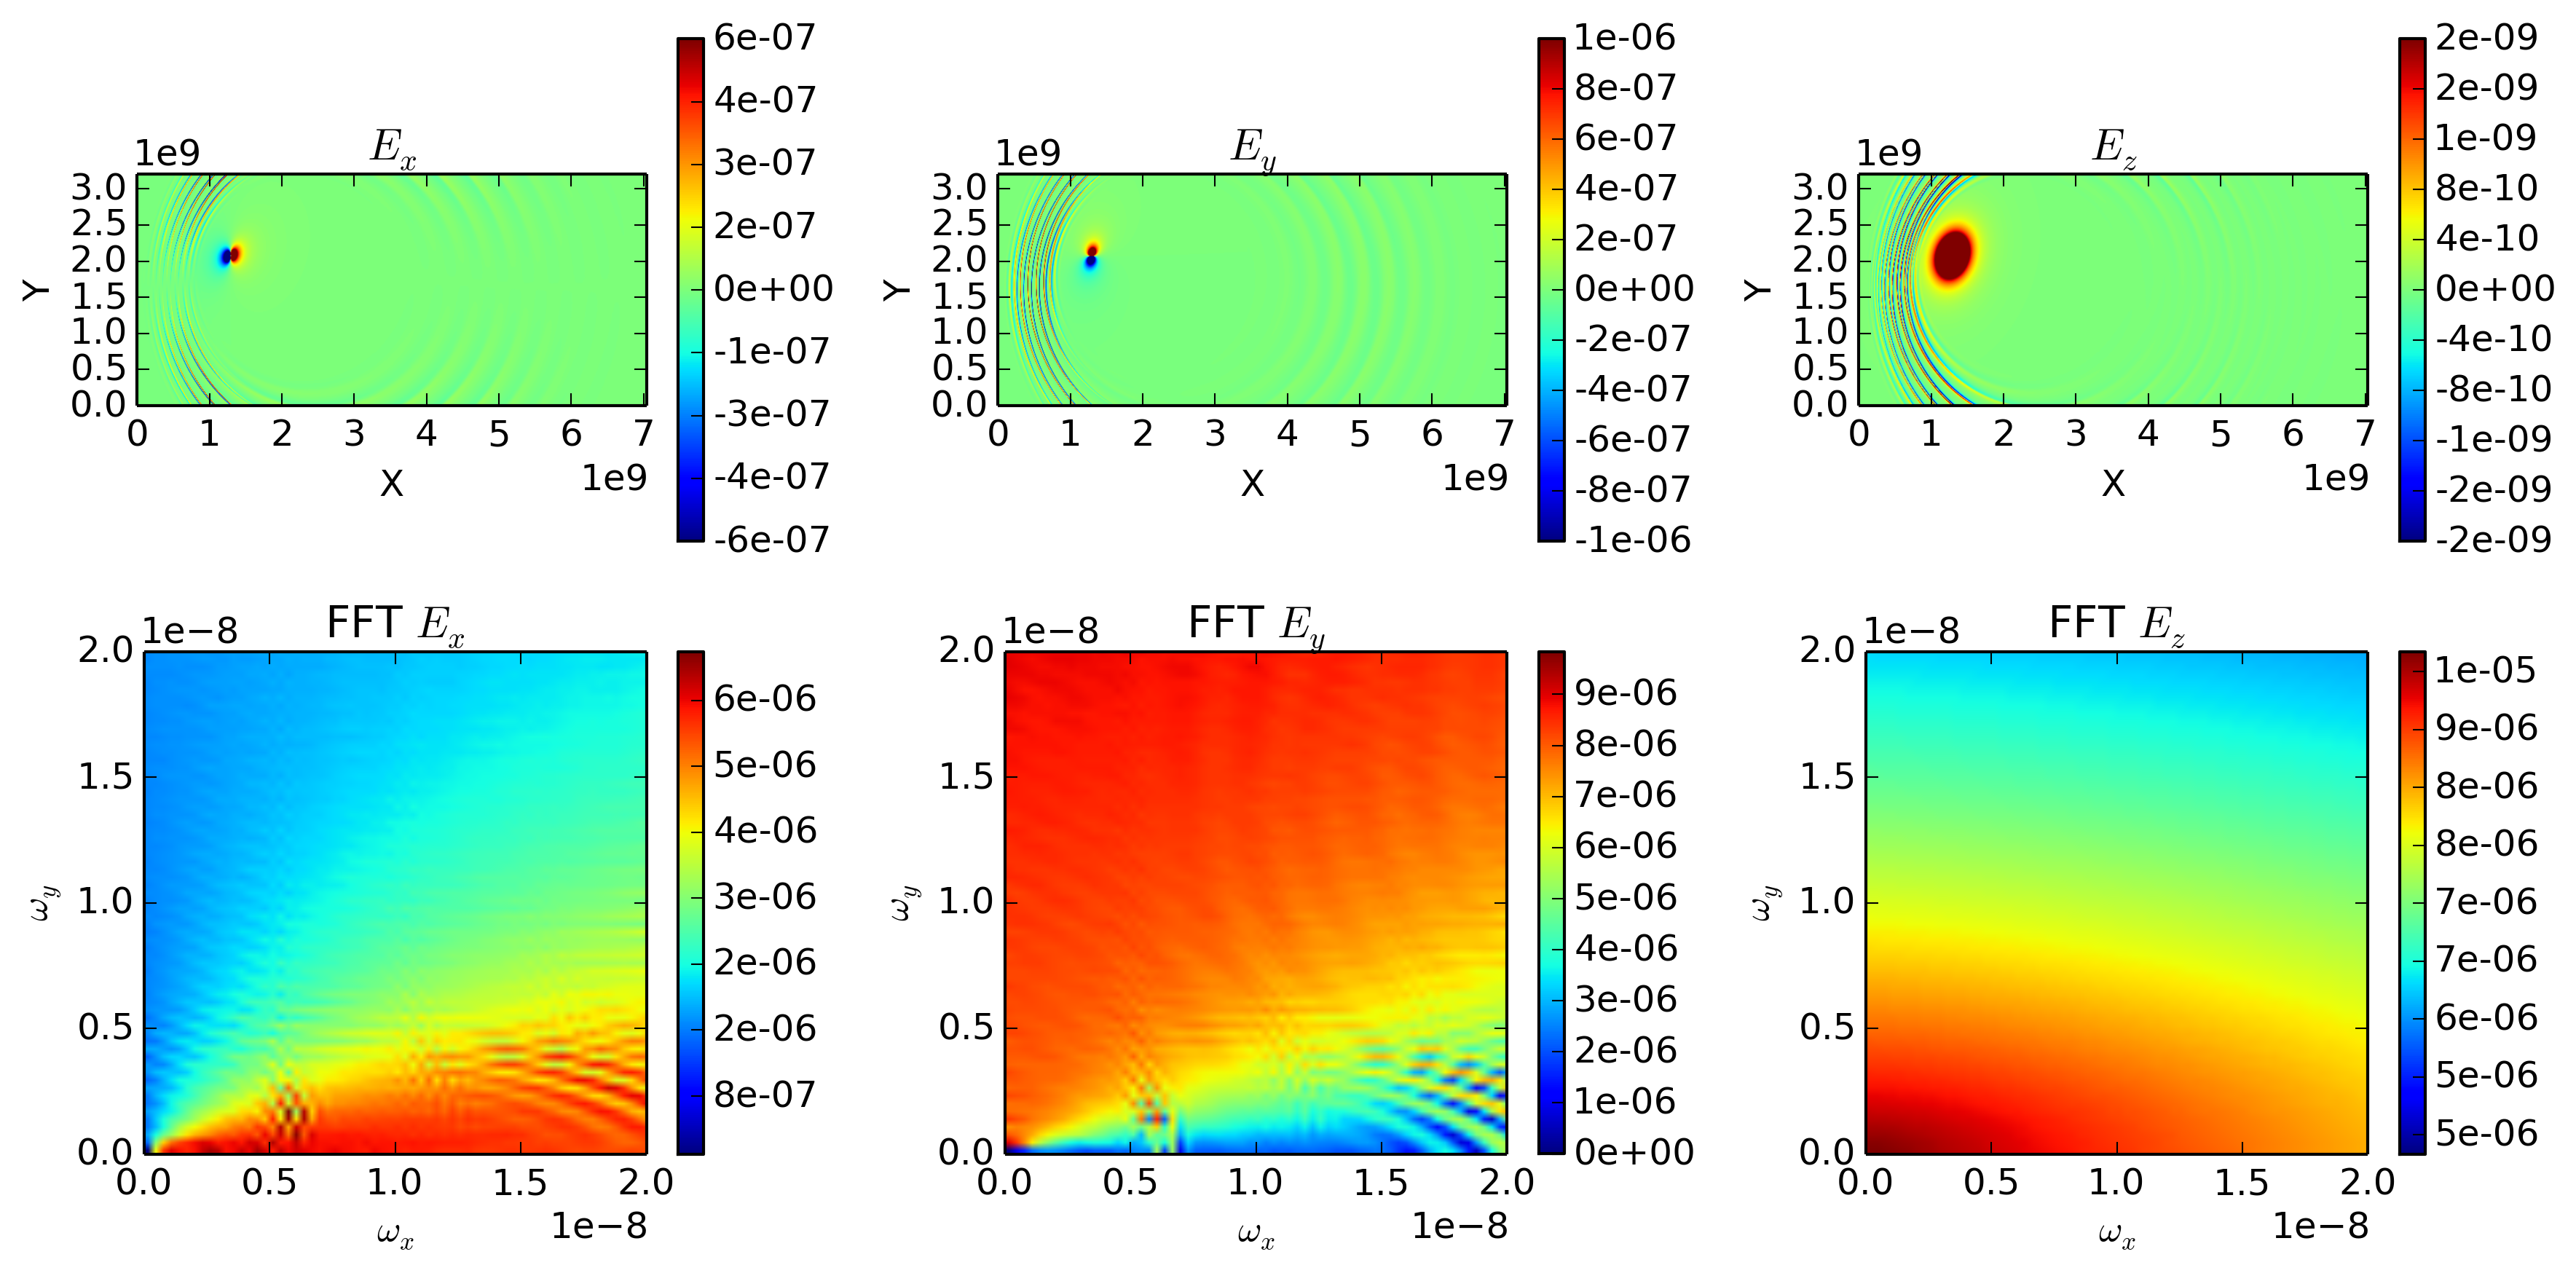 1e9
E_x
3.0
2.5
2.0
1.5
1.0
0.5
0.0
Y
0 1 2 3 4 5 6 7
X
1e9
6e-07
4e-07
3e-07
2e-07
0e+00
-1e-07
-3e-07
-4e-07
-6e-07
1e9
E_y
3.0
2.5
2.0
1.5
1.0
0.5
0.0
Y
0 1 2 3 4 5 6 7
X
1e9
1e-06
8e-07
6e-07
4e-07
2e-07
0e+00
-2e-07
-4e-07
-6e-07
-8e-07
-1e-06
1e9
E_z
3.0
2.5
2.0
1.5
1.0
0.5
0.0
Y
0 1 2 3 4 5 6 7
X
1e9
2e-09
2e-09
1e-09
8e-10
4e-10
0e+00
-4e-10
-8e-10
-1e-09
-2e-09
-2e-09
1e−8
FFT E_x
2.0
1.5
1.0
0.5
0.0
ω_y
0.0 0.5 1.0 1.5 2.0
ω_x
1e−8
6e-06
5e-06
4e-06
3e-06
2e-06
2e-06
8e-07
1e−8
FFT E_y
2.0
1.5
1.0
0.5
0.0
ω_y
0.0 0.5 1.0 1.5 2.0
ω_x
1e−8
9e-06
8e-06
7e-06
6e-06
5e-06
4e-06
3e-06
2e-06
1e-06
0e+00
1e−8
FFT E_z
2.0
1.5
1.0
0.5
0.0
ω_y
0.0 0.5 1.0 1.5 2.0
ω_x
1e−8
1e-05
9e-06
8e-06
8e-06
7e-06
7e-06
6e-06
5e-06
5e-06